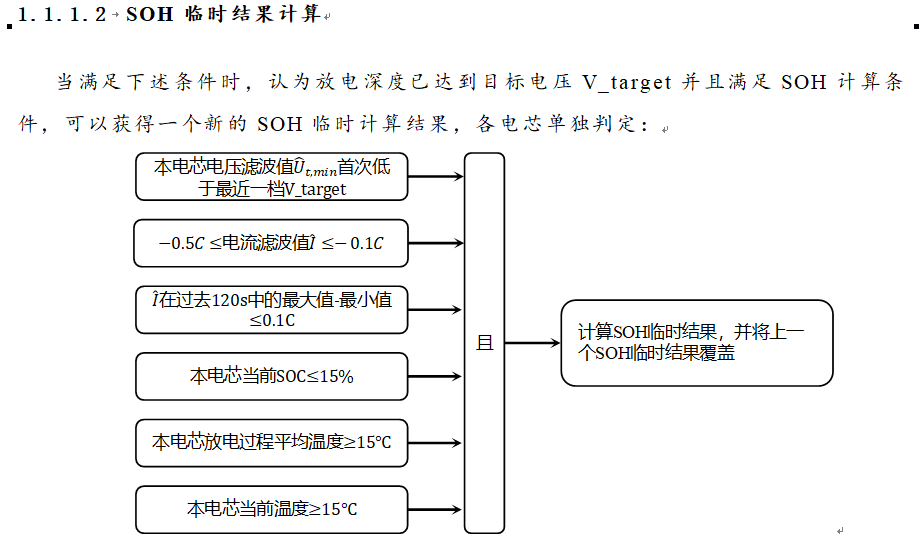 1.1.1.2 SOH 临时结果计算
当满足下述条件时，认为放电深度已达到目标电压 V_target 并且满足 SOH 计算条
件，可以获得一个新的 SOH 临时计算结果，各电芯单独判定：
本电芯电压滤波值Û_{t,min}首次低
于最近一档V_target
−0.5C ≤电流滤波值Î ≤− 0.1C
Î在过去120s中的最大值-最小值
≤0.1C
本电芯当前SOC≤15%
本电芯放电过程平均温度≥15℃
本电芯当前温度≥15℃
且
计算SOH临时结果，并将上一
个SOH临时结果覆盖